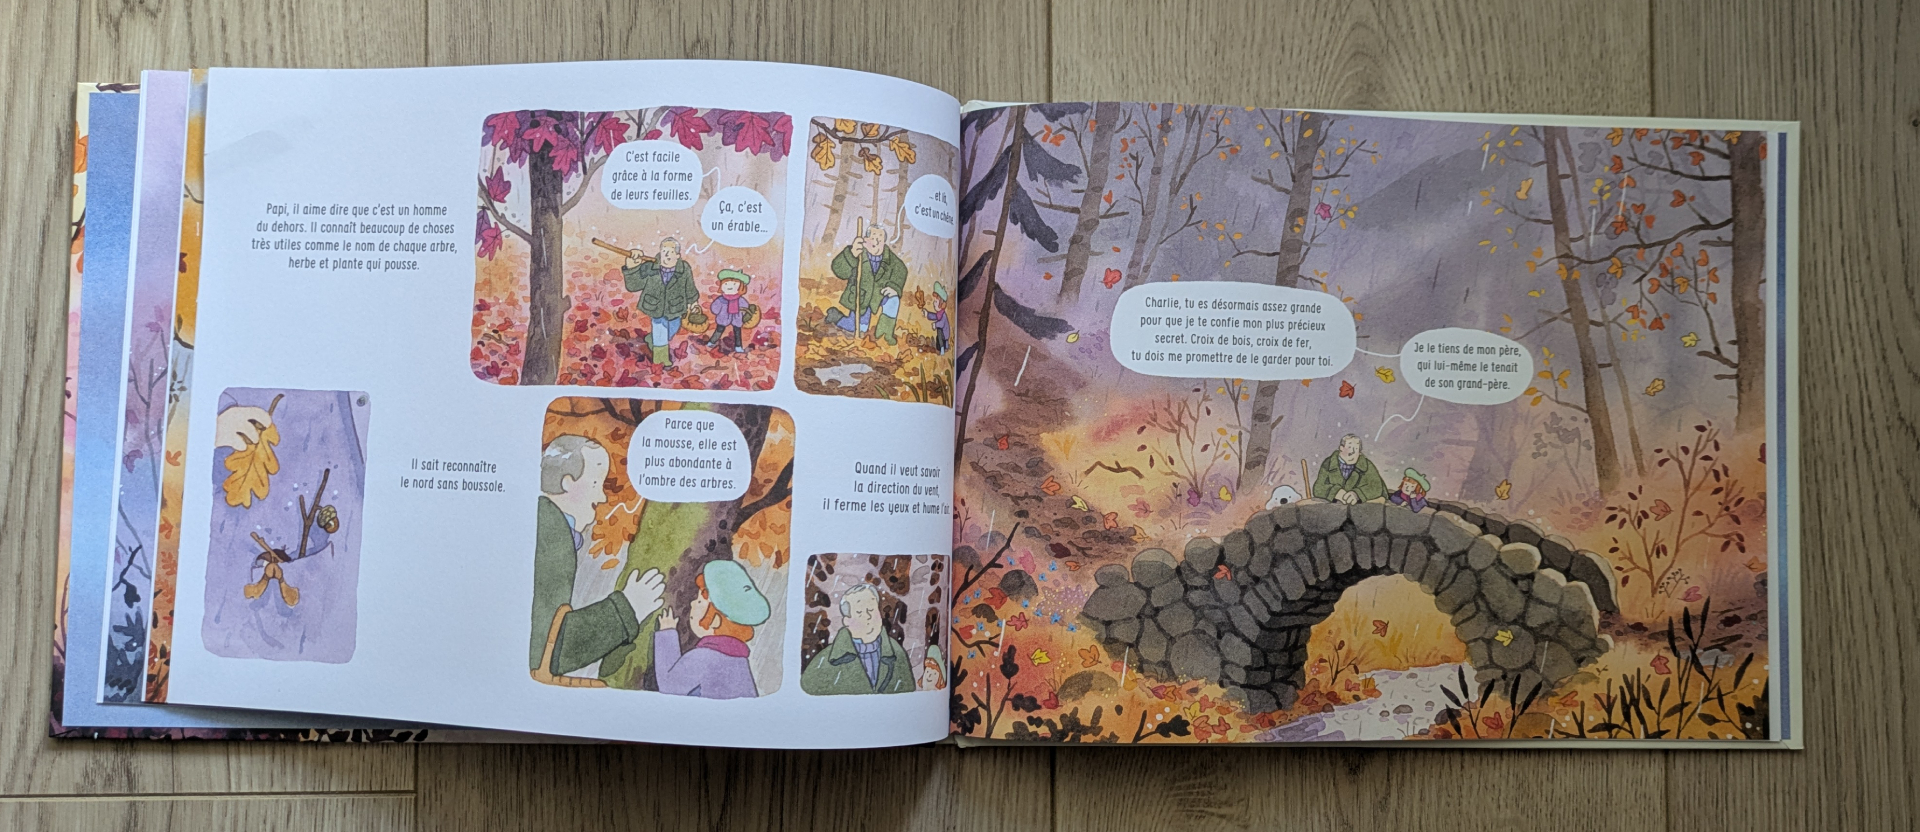 Papi, il aime dire que c'est un homme
du dehors. Il connaît beaucoup de choses
très utiles comme le nom de chaque arbre,
herbe et plante qui pousse.
C'est facile
grâce à la forme
de leurs feuilles.
Ça, c'est
un érable...
... et là,
c'est un chêne.
Il sait reconnaître
le nord sans boussole.
Parce que
la mousse, elle est
plus abondante à
l'ombre des arbres.
Quand il veut savoir
la direction du vent,
il ferme les yeux et hume
Charlie, tu es désormais assez grande
pour que je te confie mon plus précieux
secret. Croix de bois, croix de fer,
tu dois me promettre de le garder pour toi.
Je le tiens de mon père,
qui lui-même le tenait
de son grand-père.